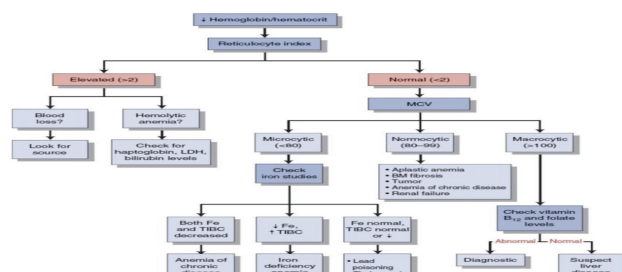 ↓ Hemoglobin/hematocrit
Reticulocyte index
Elevated (>2)
Normal (<2)
Blood
loss?
Hemolytic
anemia?
MCV
Look for
source
Check for
haptoglobin, LDH,
bilirubin levels
Microcytic
(<80)
Normocytic
(80–99)
Macrocytic
(>100)
Check
iron studies
• Aplastic anemia
• BM fibrosis
• Tumor
• Anemia of chronic disease
• Renal failure
Check vitamin
B12 and folate
levels
Both Fe
and TIBC
decreased
↓ Fe,
↑ TIBC
Fe normal,
TIBC normal
or ↓
Abnormal
Normal
Anemia of
chronic
Iron
deficiency
• Lead
poisoning
Diagnostic
Suspect
liver